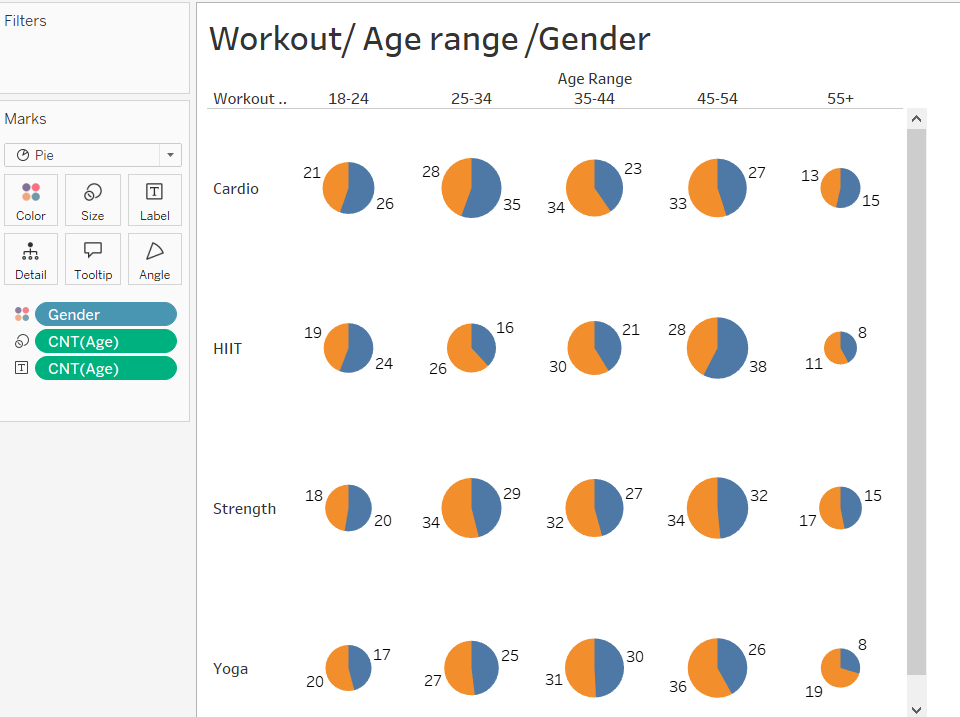 Filters
Marks
Pie
Color
Size
Label
Detail
Tooltip
Angle
Gender
CNT(Age)
CNT(Age)
Workout/ Age range /Gender
Age Range
Workout .. 18-24 25-34 35-44 45-54 55+
Cardio 21 26 28 35 34 23 33 27 13 15
HIIT 19 24 26 16 30 21 28 38 11 8
Strength 18 20 34 29 32 27 34 32 17 15
Yoga 20 17 27 25 31 30 36 26 19 8